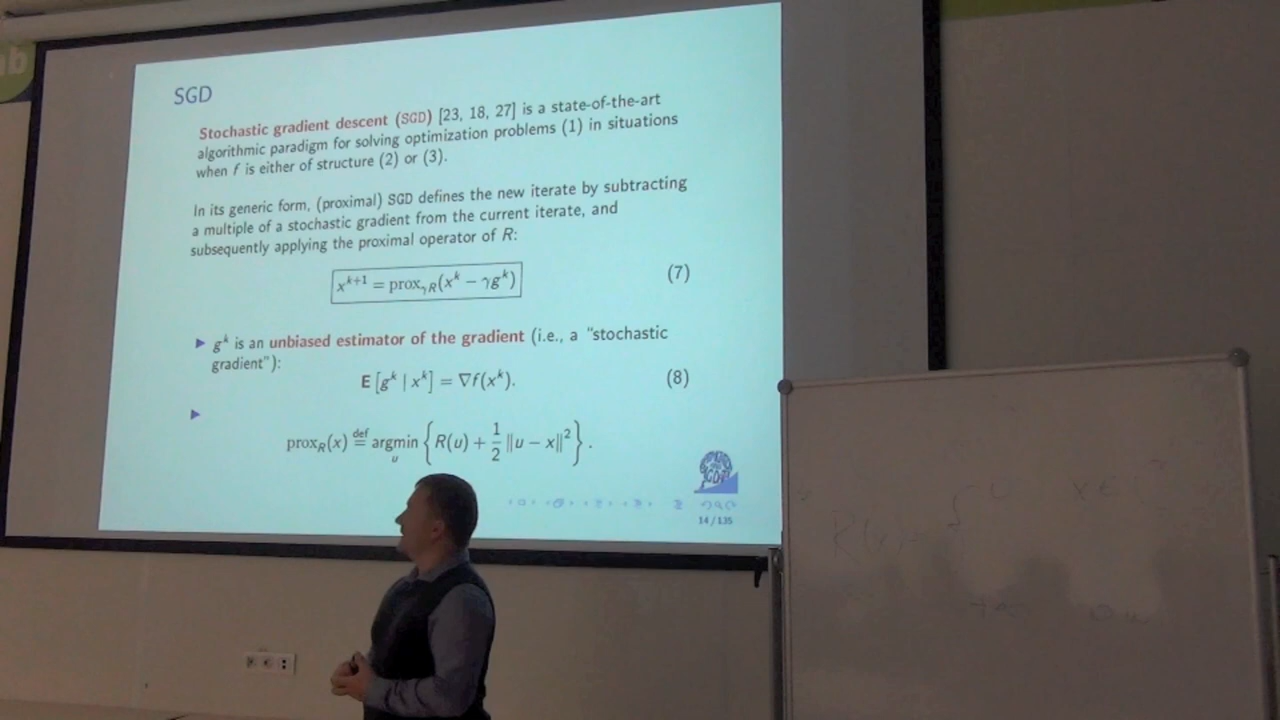 SGD
Stochastic gradient descent (SGD) [23, 18, 27] is a state-of-the-art
algorithmic paradigm for solving optimization problems (1) in situations
when f is either of structure (2) or (3).
In its generic form, (proximal) SGD defines the new iterate by subtracting
a multiple of a stochastic gradient from the current iterate, and
subsequently applying the proximal operator of R:
x^{k+1} = prox_{γR}(x^k − γg^k) (7)
▶ g^k is an unbiased estimator of the gradient (i.e., a "stochastic
gradient"):
E [g^k | x^k] = ∇f(x^k). (8)
▶
prox_R(x) \overset{def}{=} argmin_u { R(u) + \frac{1}{2} ‖u − x‖² } .
14 / 135